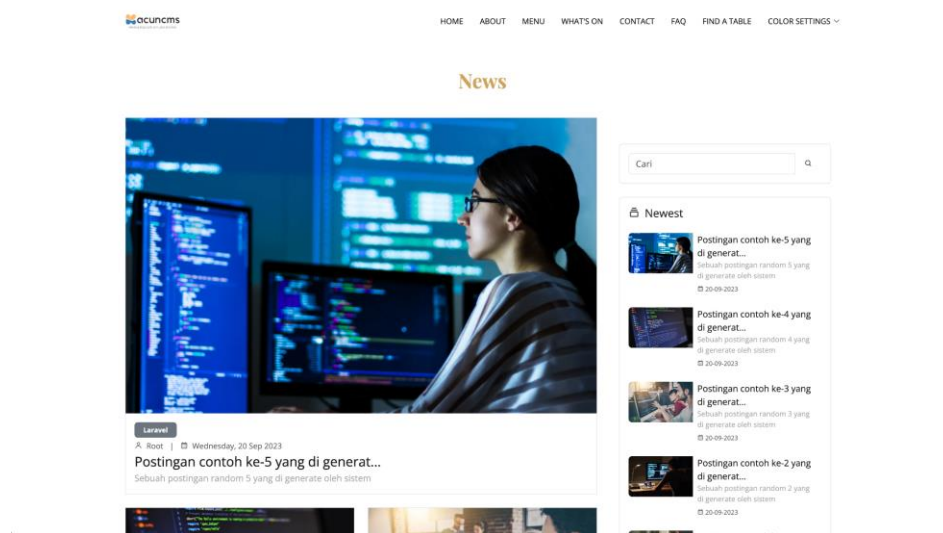 acuncms
HOME ABOUT MENU WHAT'S ON CONTACT FAQ FIND A TABLE COLOR SETTINGS
News
Cari
Newest
Postingan contoh ke-5 yang
di generat...
Sebuah postingan random 5 yang
di generate oleh sistem
20-09-2023
Postingan contoh ke-4 yang
di generat...
Sebuah postingan random 4 yang
di generate oleh sistem
20-09-2023
Postingan contoh ke-3 yang
di generat...
Sebuah postingan random 3 yang
di generate oleh sistem
20-09-2023
Postingan contoh ke-2 yang
di generat...
Sebuah postingan random 2 yang
di generate oleh sistem
20-09-2023
Laravel
Root | Wednesday, 20 Sep 2023
Postingan contoh ke-5 yang di generat...
Sebuah postingan random 5 yang di generate oleh sistem